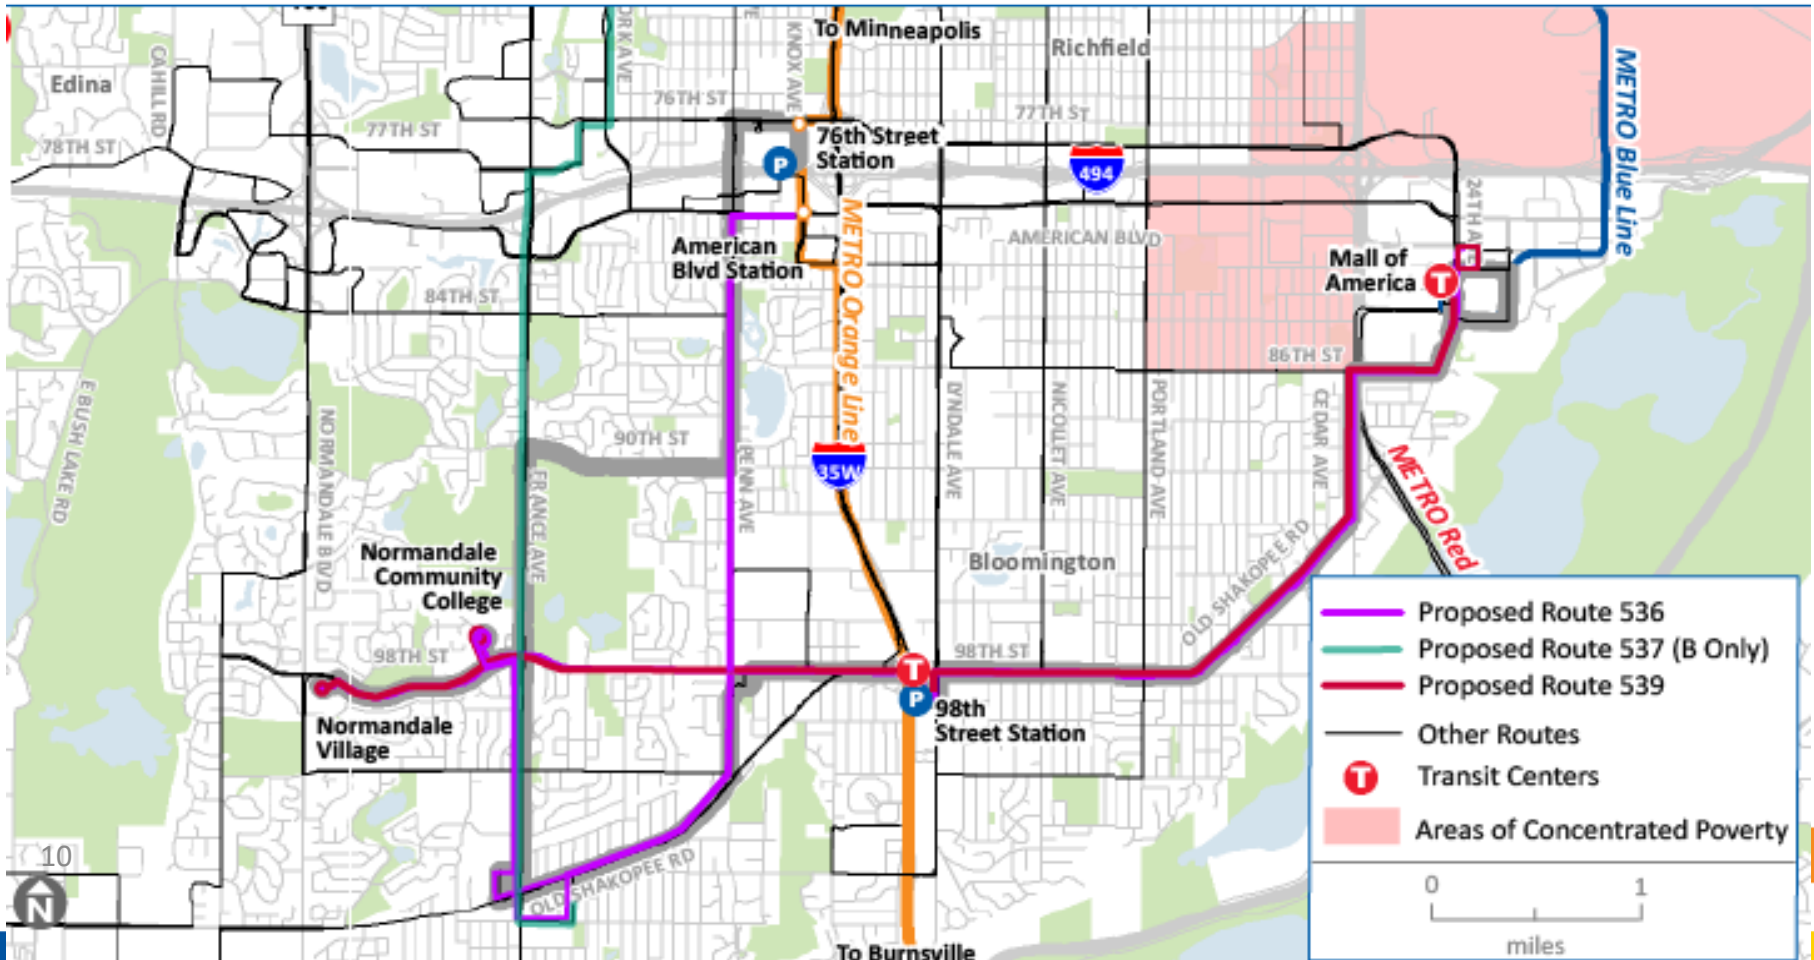 To Minneapolis
Richfield
Edina
CAHILL RD
YORK AVE
KNOX AVE
76TH ST
77TH ST
77TH ST
78TH ST
76th Street
Station
P
494
METRO Blue Line
24TH AVE
AMERICAN BLVD
American
Blvd Station
METRO Orange Line
Mall of
America
T
84TH ST
86TH ST
E BUSH LAKE RD
NORMANDALE BLVD
FRANCE AVE
90TH ST
PENN AVE
35W
LYNDALE AVE
NICOLLET AVE
PORTLAND AVE
CEDAR AVE
METRO Red
OLD SHAKOPEE RD
Bloomington
Normandale
Community
College
98TH ST
98TH ST
T
P
98th
Street Station
Normandale
Village
OLD SHAKOPEE RD
To Burnsville
10
N
Proposed Route 536
Proposed Route 537 (B Only)
Proposed Route 539
Other Routes
T
Transit Centers
Areas of Concentrated Poverty
0 1
miles